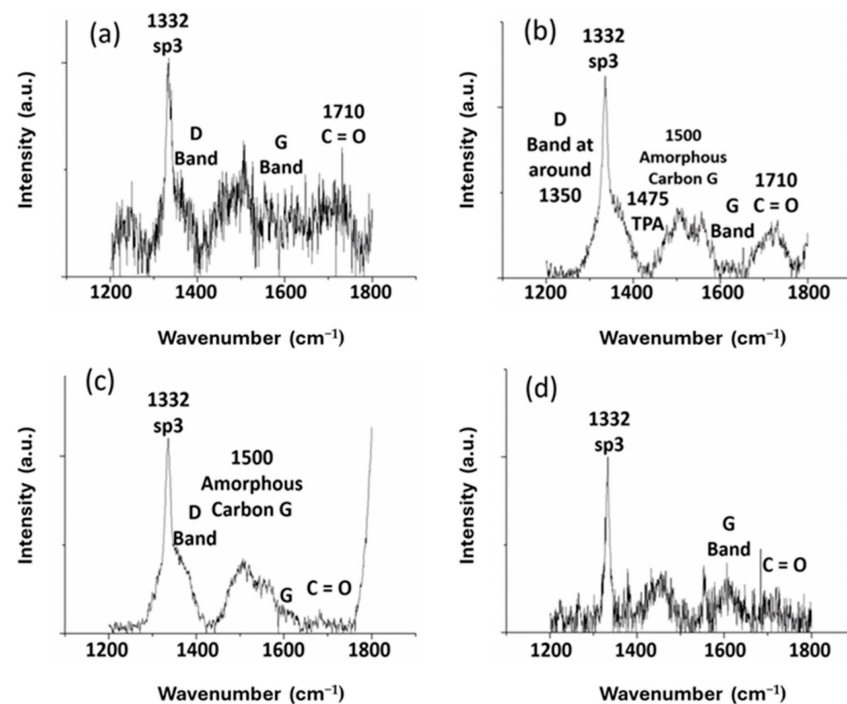 (a)
1332
sp3
D
Band
G
Band
1710
C = O
Intensity (a.u.)
1200 1400 1600 1800
Wavenumber (cm⁻¹)
(b)
1332
sp3
D
Band at
around
1350
1475
TPA
1500
Amorphous
Carbon G
G
Band
1710
C = O
Intensity (a.u.)
1200 1400 1600 1800
Wavenumber (cm⁻¹)
(c)
1332
sp3
D
Band
1500
Amorphous
Carbon G
G
C = O
Intensity (a.u.)
1200 1400 1600 1800
Wavenumber (cm⁻¹)
(d)
1332
sp3
G
Band
C = O
Intensity (a.u.)
1200 1400 1600 1800
Wavenumber (cm⁻¹)